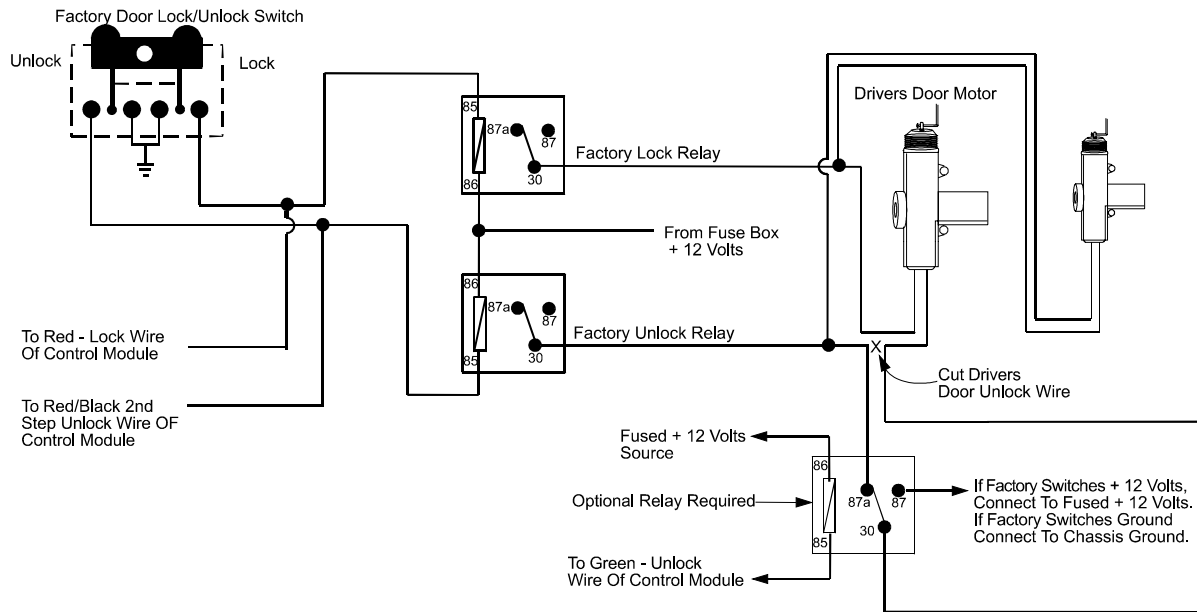 Factory Door Lock/Unlock Switch
Unlock
Lock
85
87a
87
30
86
Factory Lock Relay
Drivers Door Motor
From Fuse Box
+ 12 Volts
86
87a
87
30
85
Factory Unlock Relay
To Red - Lock Wire
Of Control Module
To Red/Black 2nd
Step Unlock Wire OF
Control Module
X
Cut Drivers
Door Unlock Wire
Fused + 12 Volts
Source
Optional Relay Required
86
87a
87
30
85
If Factory Switches + 12 Volts,
Connect To Fused + 12 Volts.
If Factory Switches Ground
Connect To Chassis Ground.
To Green - Unlock
Wire Of Control Module